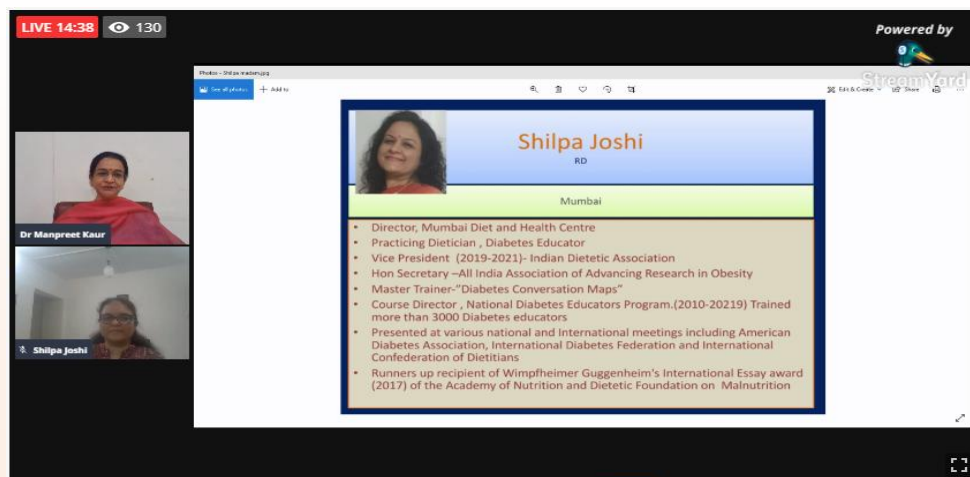 LIVE 14:38 130
Powered by
StreamYard
Photos - Shilpa madam.jpg
See all photos + Add to Edit & Create Share
Shilpa Joshi
RD
Mumbai
Dr Manpreet Kaur
Shilpa Joshi
• Director, Mumbai Diet and Health Centre
• Practicing Dietician , Diabetes Educator
• Vice President (2019-2021)- Indian Dietetic Association
• Hon Secretary –All India Association of Advancing Research in Obesity
• Master Trainer-“Diabetes Conversation Maps”
• Course Director , National Diabetes Educators Program.(2010-20219) Trained
more than 3000 Diabetes educators
• Presented at various national and International meetings including American
Diabetes Association, International Diabetes Federation and International
Confederation of Dietitians
• Runners up recipient of Wimpfheimer Guggenheim's International Essay award
(2017) of the Academy of Nutrition and Dietetic Foundation on Malnutrition